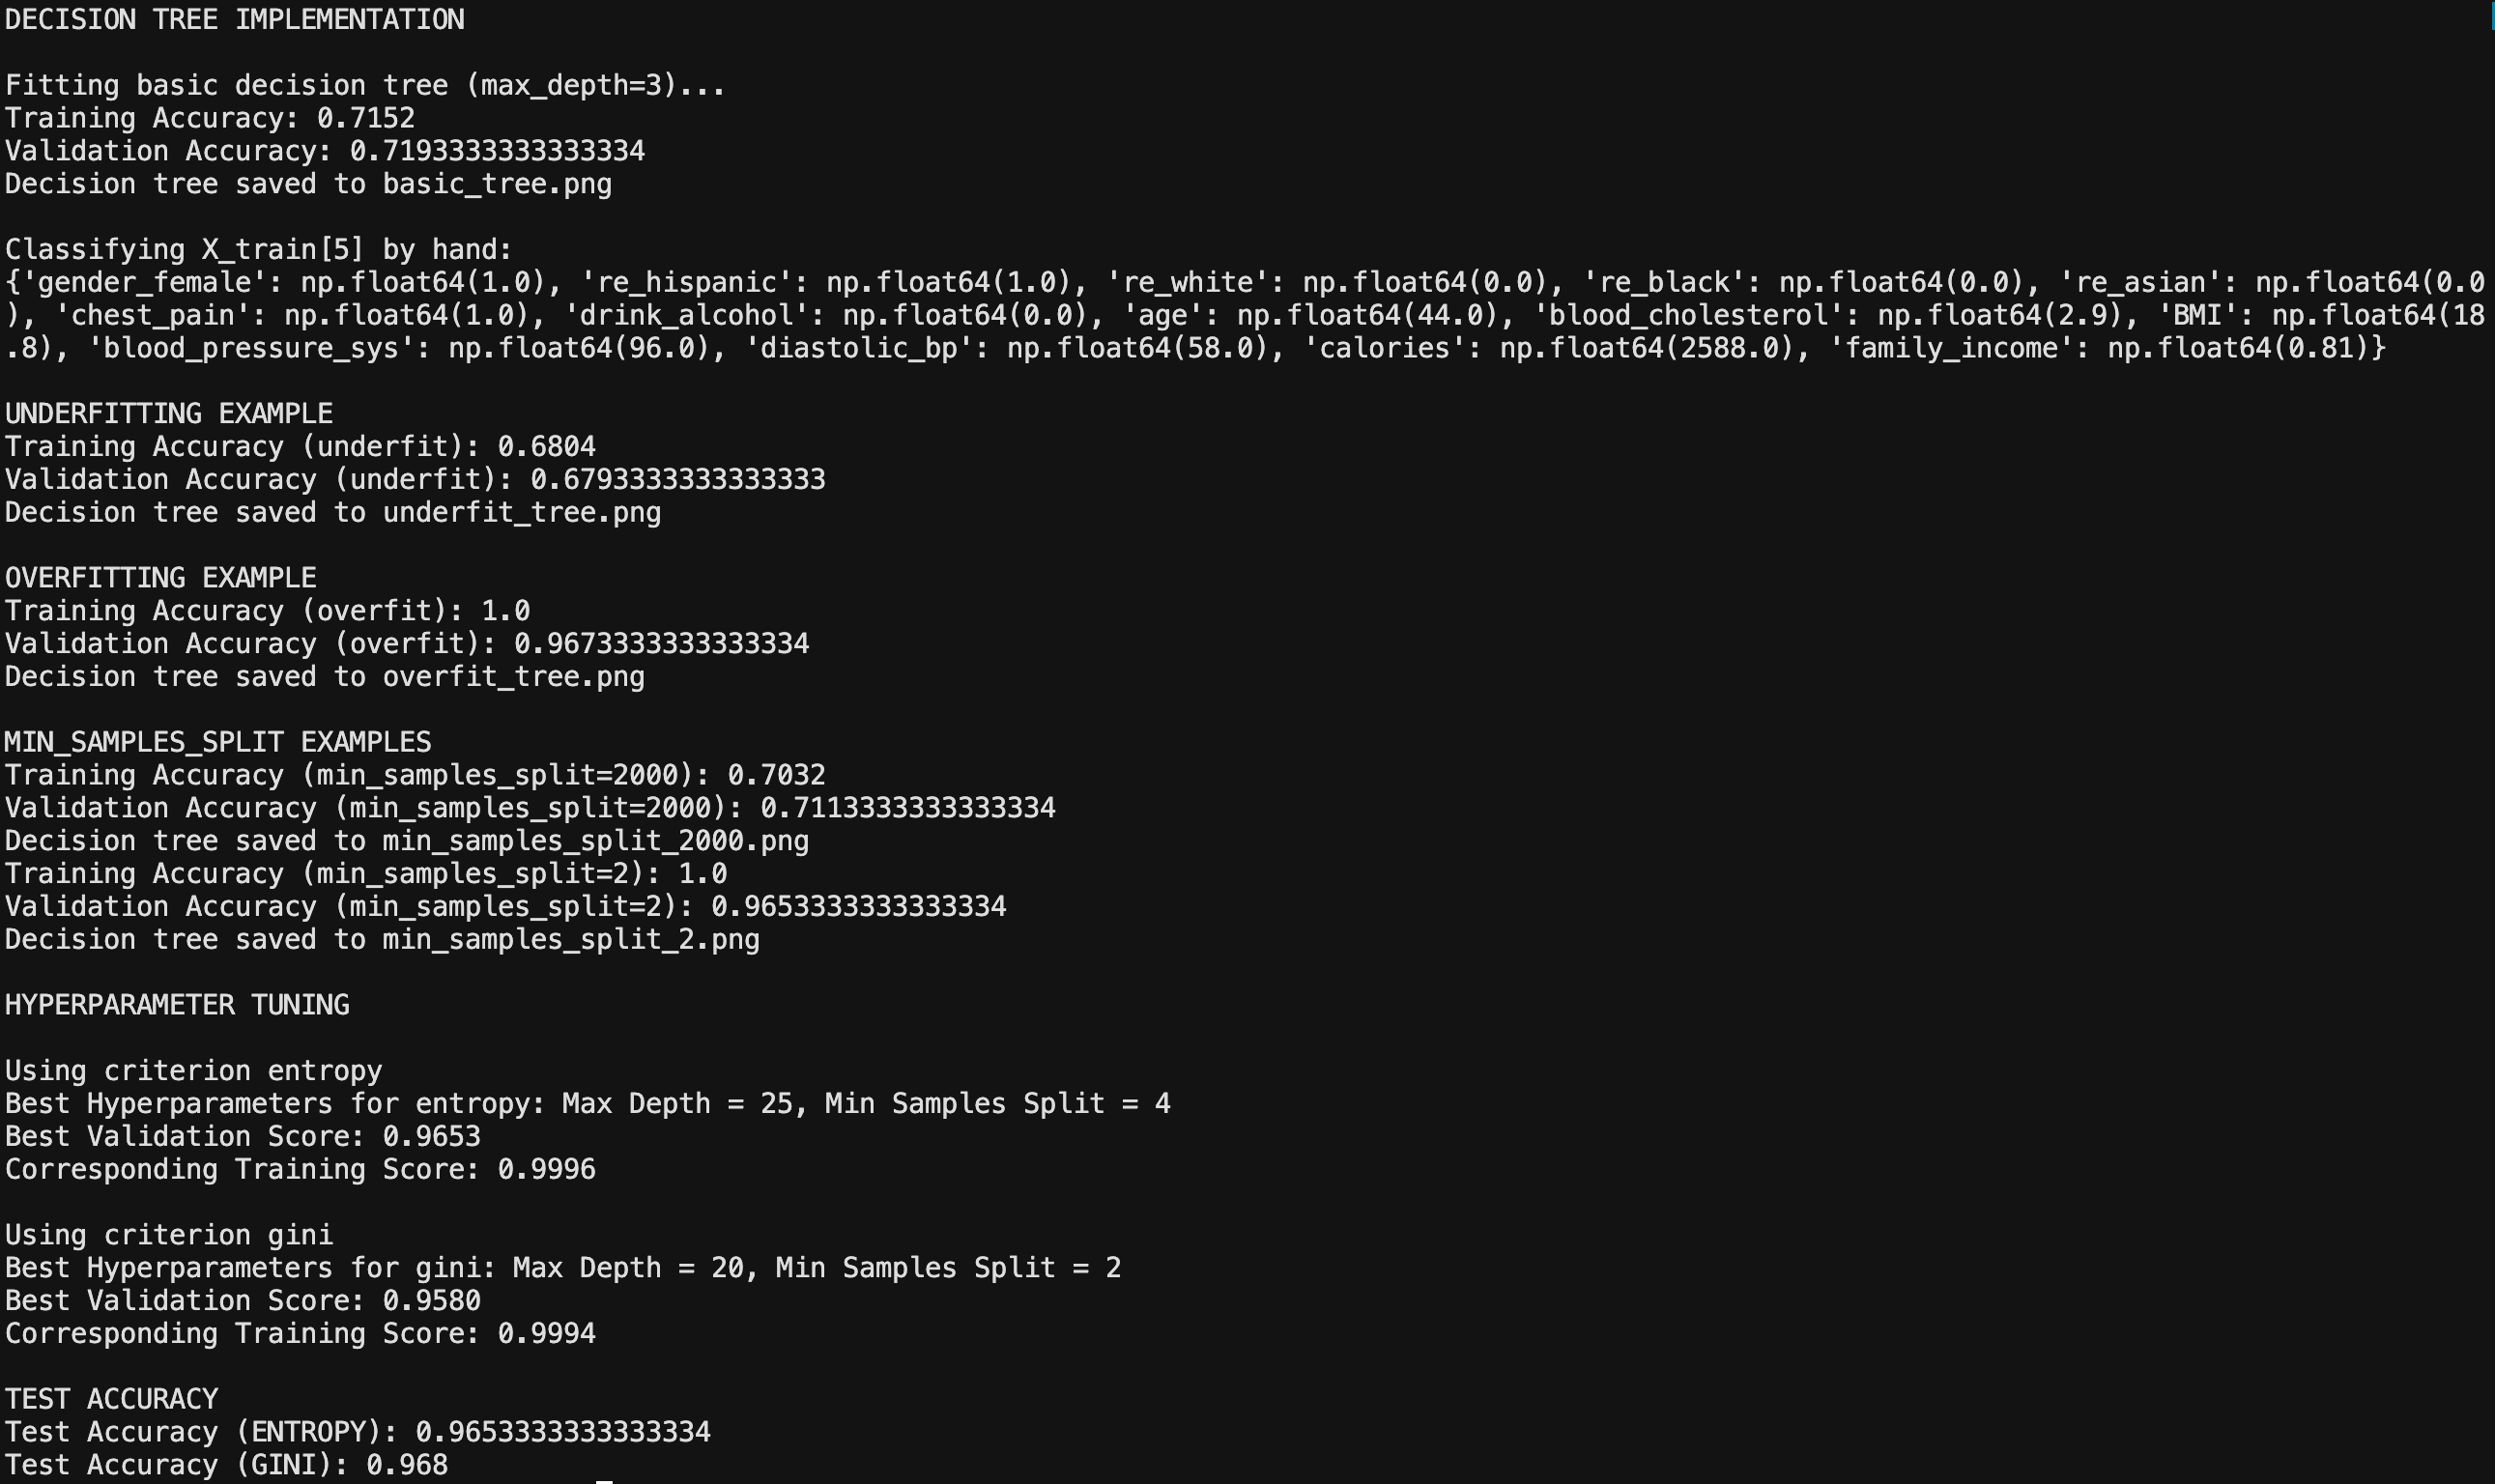 DECISION TREE IMPLEMENTATION
Fitting basic decision tree (max_depth=3)...
Training Accuracy: 0.7152
Validation Accuracy: 0.7193333333333334
Decision tree saved to basic_tree.png
Classifying X_train[5] by hand:
{'gender_female': np.float64(1.0), 're_hispanic': np.float64(1.0), 're_white': np.float64(0.0), 're_black': np.float64(0.0), 're_asian': np.float64(0.0
), 'chest_pain': np.float64(1.0), 'drink_alcohol': np.float64(0.0), 'age': np.float64(44.0), 'blood_cholesterol': np.float64(2.9), 'BMI': np.float64(18
.8), 'blood_pressure_sys': np.float64(96.0), 'diastolic_bp': np.float64(58.0), 'calories': np.float64(2588.0), 'family_income': np.float64(0.81)}
UNDERFITTING EXAMPLE
Training Accuracy (underfit): 0.6804
Validation Accuracy (underfit): 0.6793333333333333
Decision tree saved to underfit_tree.png
OVERFITTING EXAMPLE
Training Accuracy (overfit): 1.0
Validation Accuracy (overfit): 0.9673333333333334
Decision tree saved to overfit_tree.png
MIN_SAMPLES_SPLIT EXAMPLES
Training Accuracy (min_samples_split=2000): 0.7032
Validation Accuracy (min_samples_split=2000): 0.7113333333333334
Decision tree saved to min_samples_split_2000.png
Training Accuracy (min_samples_split=2): 1.0
Validation Accuracy (min_samples_split=2): 0.9653333333333334
Decision tree saved to min_samples_split_2.png
HYPERPARAMETER TUNING
Using criterion entropy
Best Hyperparameters for entropy: Max Depth = 25, Min Samples Split = 4
Best Validation Score: 0.9653
Corresponding Training Score: 0.9996
Using criterion gini
Best Hyperparameters for gini: Max Depth = 20, Min Samples Split = 2
Best Validation Score: 0.9580
Corresponding Training Score: 0.9994
TEST ACCURACY
Test Accuracy (ENTROPY): 0.9653333333333334
Test Accuracy (GINI): 0.968